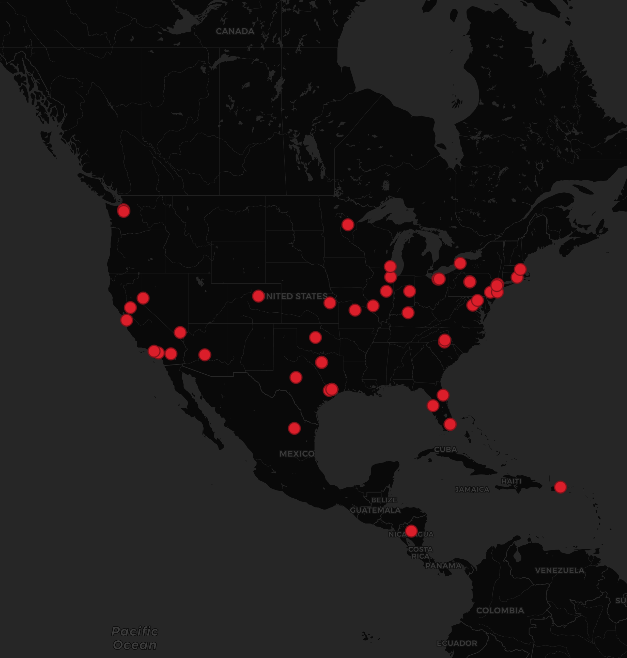 CANADA
UNITED STATES
MEXICO
CUBA
HAITI
JAMAICA
BELIZE
GUATEMALA
NICARAGUA
COSTA
RICA
PANAMA
VENEZUELA
COLOMBIA
ECUADOR
Pacific
Ocean